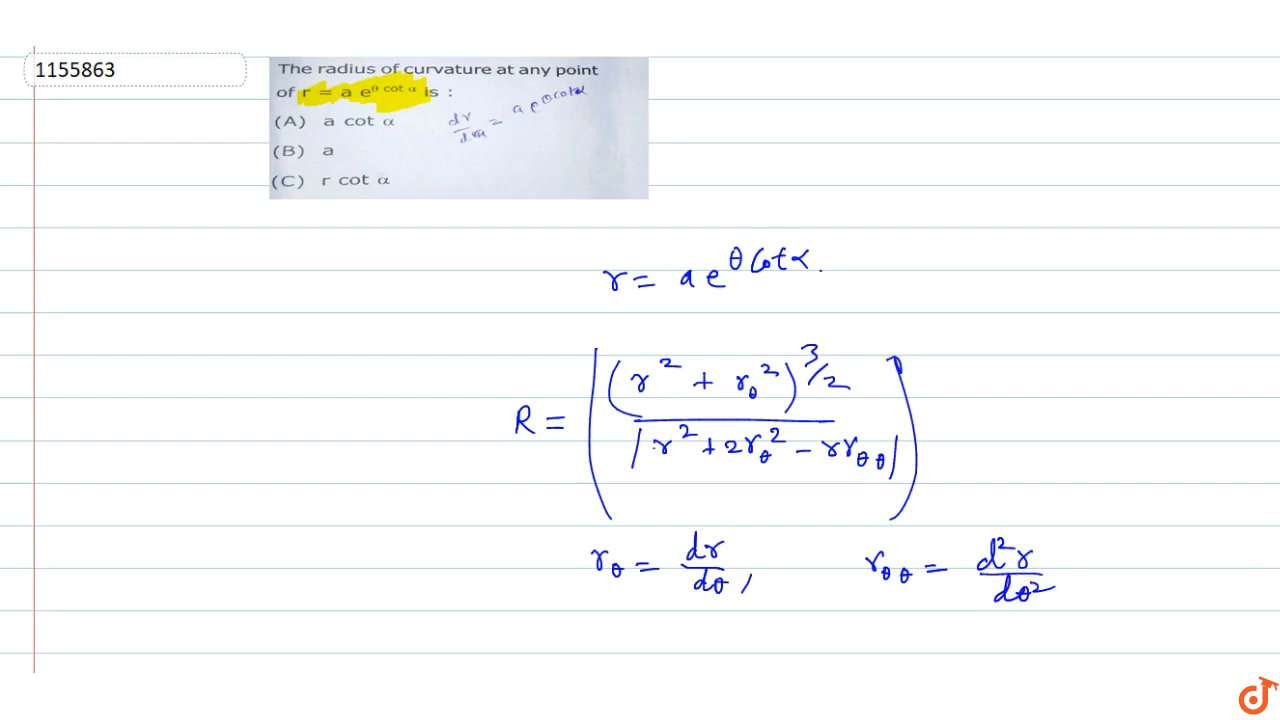 1155863
The radius of curvature at any point
of r = a e^θ cot α is :
(A) a cot α
dr/dα = a e^θ cot α
(B) a
(C) r cot α
r = a e^θ Cot α.
R = | (r² + r_θ²)^3/2 / |r² + 2r_θ² - r r_θθ| |
r_θ = dr/dθ, r_θθ = d²r/dθ²